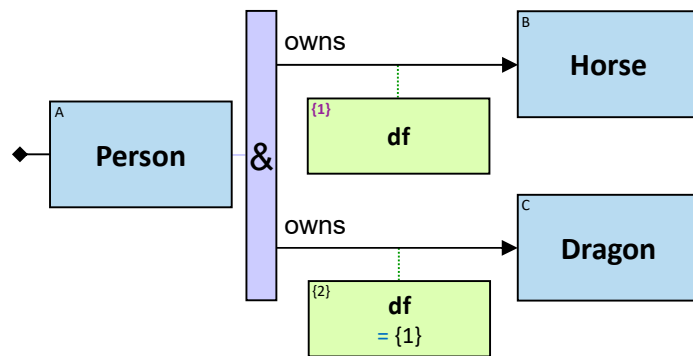 owns
B
Horse
{1}
df
A
Person
&
owns
C
Dragon
{2}
df
= {1}